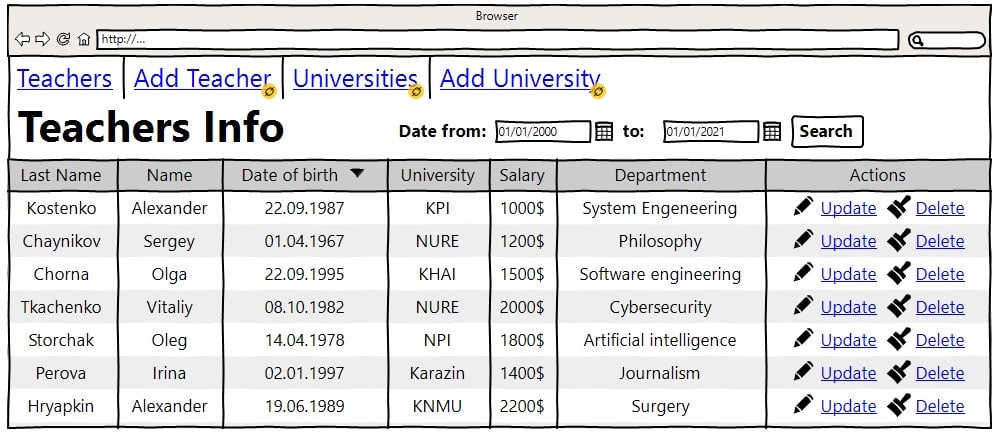 Browser
http://...
Teachers Add Teacher Universities Add University
Teachers Info Date from: 01/01/2000 to: 01/01/2021 Search
Last Name Name Date of birth University Salary Department Actions
Kostenko Alexander 22.09.1987 KPI 1000$ System Engeneering Update Delete
Chaynikov Sergey 01.04.1967 NURE 1200$ Philosophy Update Delete
Chorna Olga 22.09.1995 KHAI 1500$ Software engineering Update Delete
Tkachenko Vitaliy 08.10.1982 NURE 2000$ Cybersecurity Update Delete
Storchak Oleg 14.04.1978 NPI 1800$ Artificial intelligence Update Delete
Perova Irina 02.01.1997 Karazin 1400$ Journalism Update Delete
Hryapkin Alexander 19.06.1989 KNMU 2200$ Surgery Update Delete